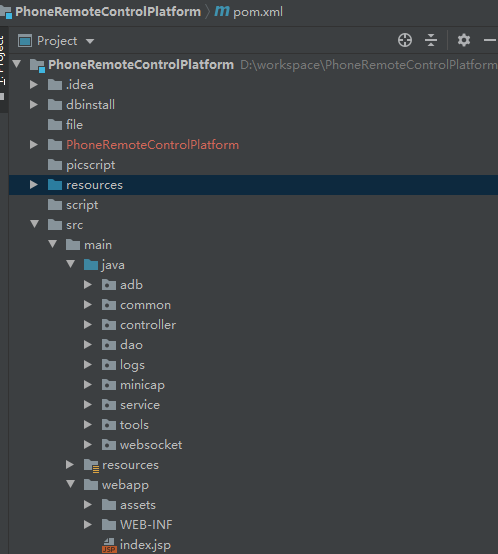 PhoneRemoteControlPlatform 〉 m pom.xml
Project
Project
PhoneRemoteControlPlatform D:\workspace\PhoneRemoteControlPlatform
.idea
dbinstall
file
PhoneRemoteControlPlatform
picscript
resources
script
src
main
java
adb
common
controller
dao
logs
minicap
service
tools
websocket
resources
webapp
assets
WEB-INF
JSP index.jsp